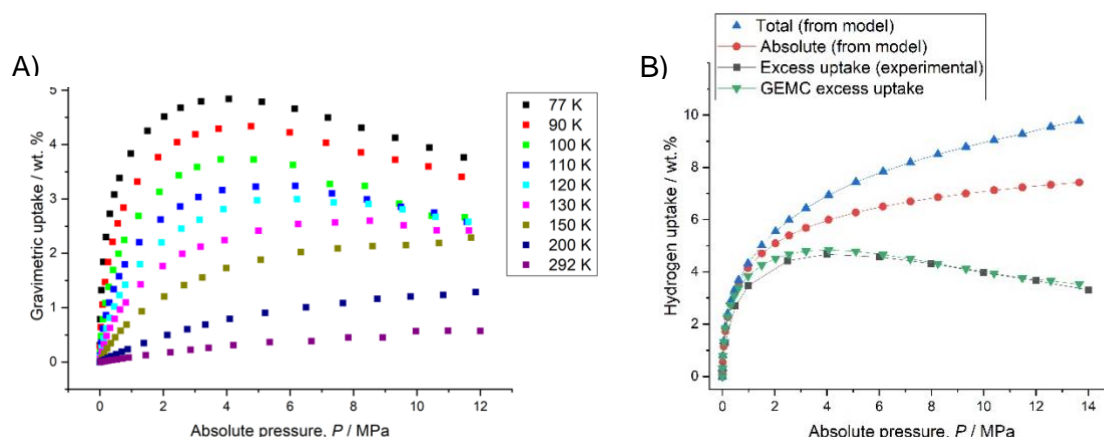 A)
Gravimetric uptake / wt. %
5
4
3
2
1
0
0 2 4 6 8 10 12
Absolute pressure, P / MPa
77 K
90 K
100 K
110 K
120 K
130 K
150 K
200 K
292 K
B)
Total (from model)
Absolute (from model)
Excess uptake (experimental)
GEMC excess uptake
Hydrogen uptake / wt.%
10
8
6
4
2
0
0 2 4 6 8 10 12 14
Absolute pressure, P / MPa